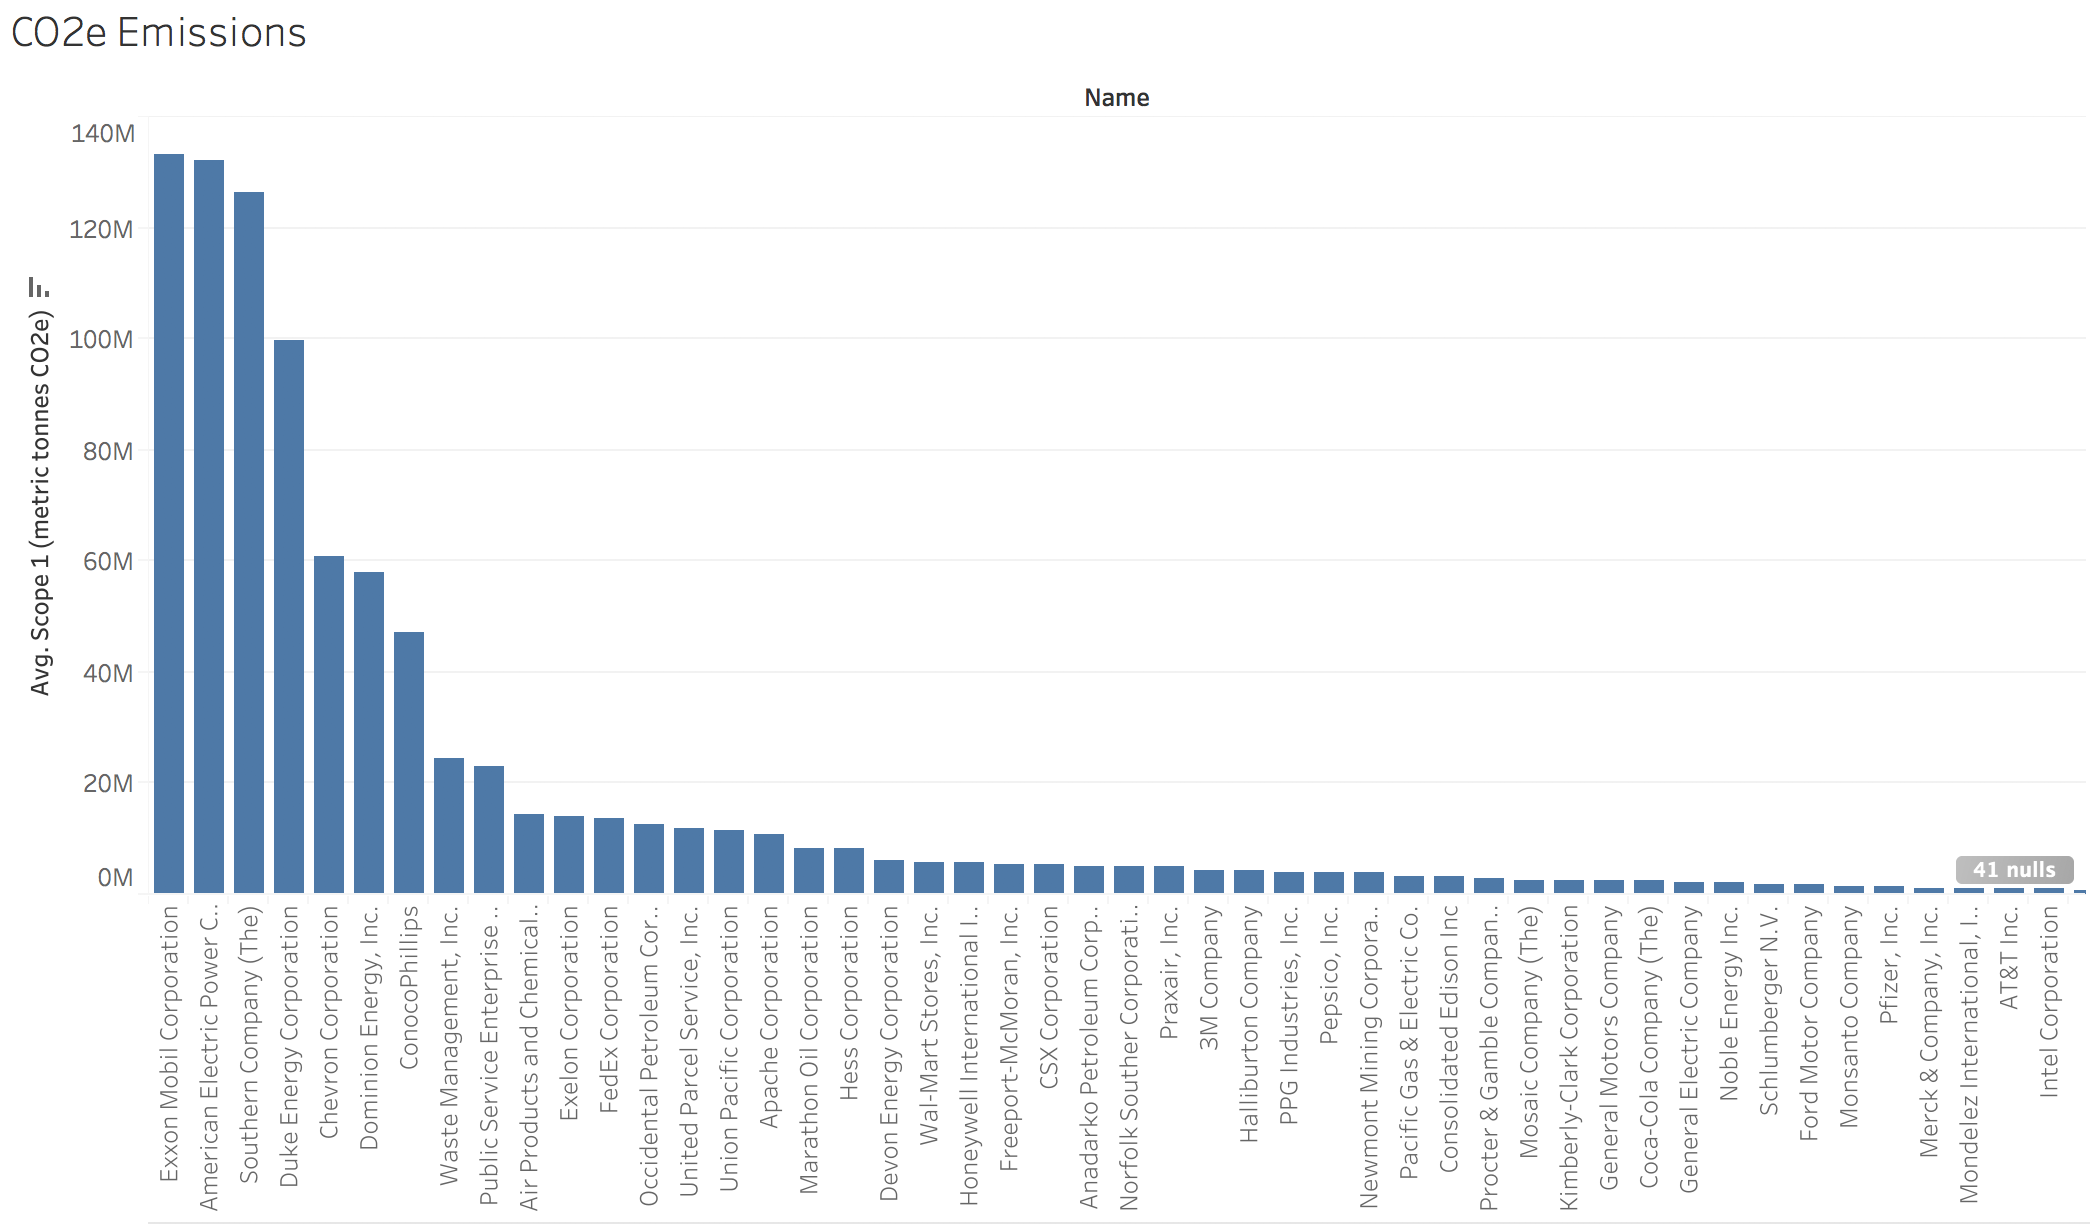 CO2e Emissions
Name
Avg. Scope 1 (metric tonnes CO2e)
140M
120M
100M
80M
60M
40M
20M
0M
41 nulls
Exxon Mobil Corporation
American Electric Power C..
Southern Company (The)
Duke Energy Corporation
Chevron Corporation
Dominion Energy, Inc.
ConocoPhillips
Waste Management, Inc.
Public Service Enterprise ..
Air Products and Chemical..
Exelon Corporation
FedEx Corporation
Occidental Petroleum Cor..
United Parcel Service, Inc.
Union Pacific Corporation
Apache Corporation
Marathon Oil Corporation
Hess Corporation
Devon Energy Corporation
Wal-Mart Stores, Inc.
Honeywell International I..
Freeport-McMoran, Inc.
CSX Corporation
Anadarko Petroleum Corp..
Norfolk Souther Corporati..
Praxair, Inc.
3M Company
Halliburton Company
PPG Industries, Inc.
Pepsico, Inc.
Newmont Mining Corpora..
Pacific Gas & Electric Co.
Consolidated Edison Inc
Procter & Gamble Compan..
Mosaic Company (The)
Kimberly-Clark Corporation
General Motors Company
Coca-Cola Company (The)
General Electric Company
Noble Energy Inc.
Schlumberger N.V.
Ford Motor Company
Monsanto Company
Pfizer, Inc.
Merck & Company, Inc.
Mondelez International, I..
AT&T Inc.
Intel Corporation